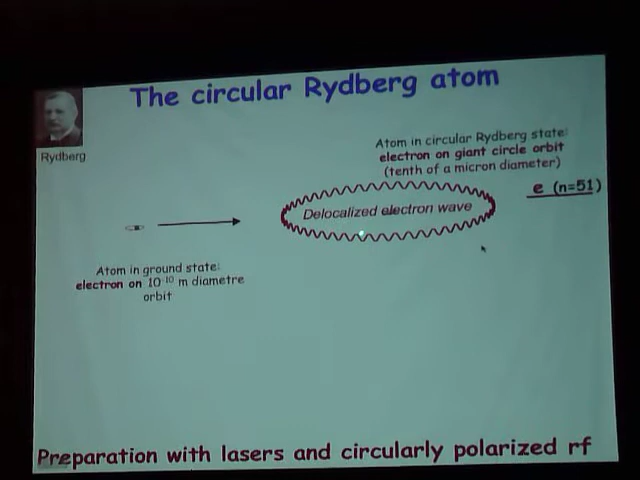 The circular Rydberg atom
Rydberg
Atom in circular Rydberg state:
electron on giant circle orbit
(tenth of a micron diameter)
e (n=51)
Delocalized electron wave
Atom in ground state:
electron on 10⁻¹⁰ m diametre
orbit
Preparation with lasers and circularly polarized rf